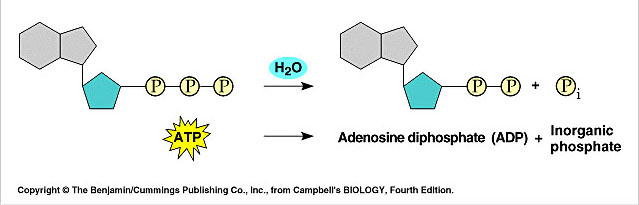 H₂O
P P P P P + Pi
ATP Adenosine diphosphate (ADP) + Inorganic phosphate
Copyright © The Benjamin/Cummings Publishing Co., Inc., from Campbell's BIOLOGY, Fourth Edition.